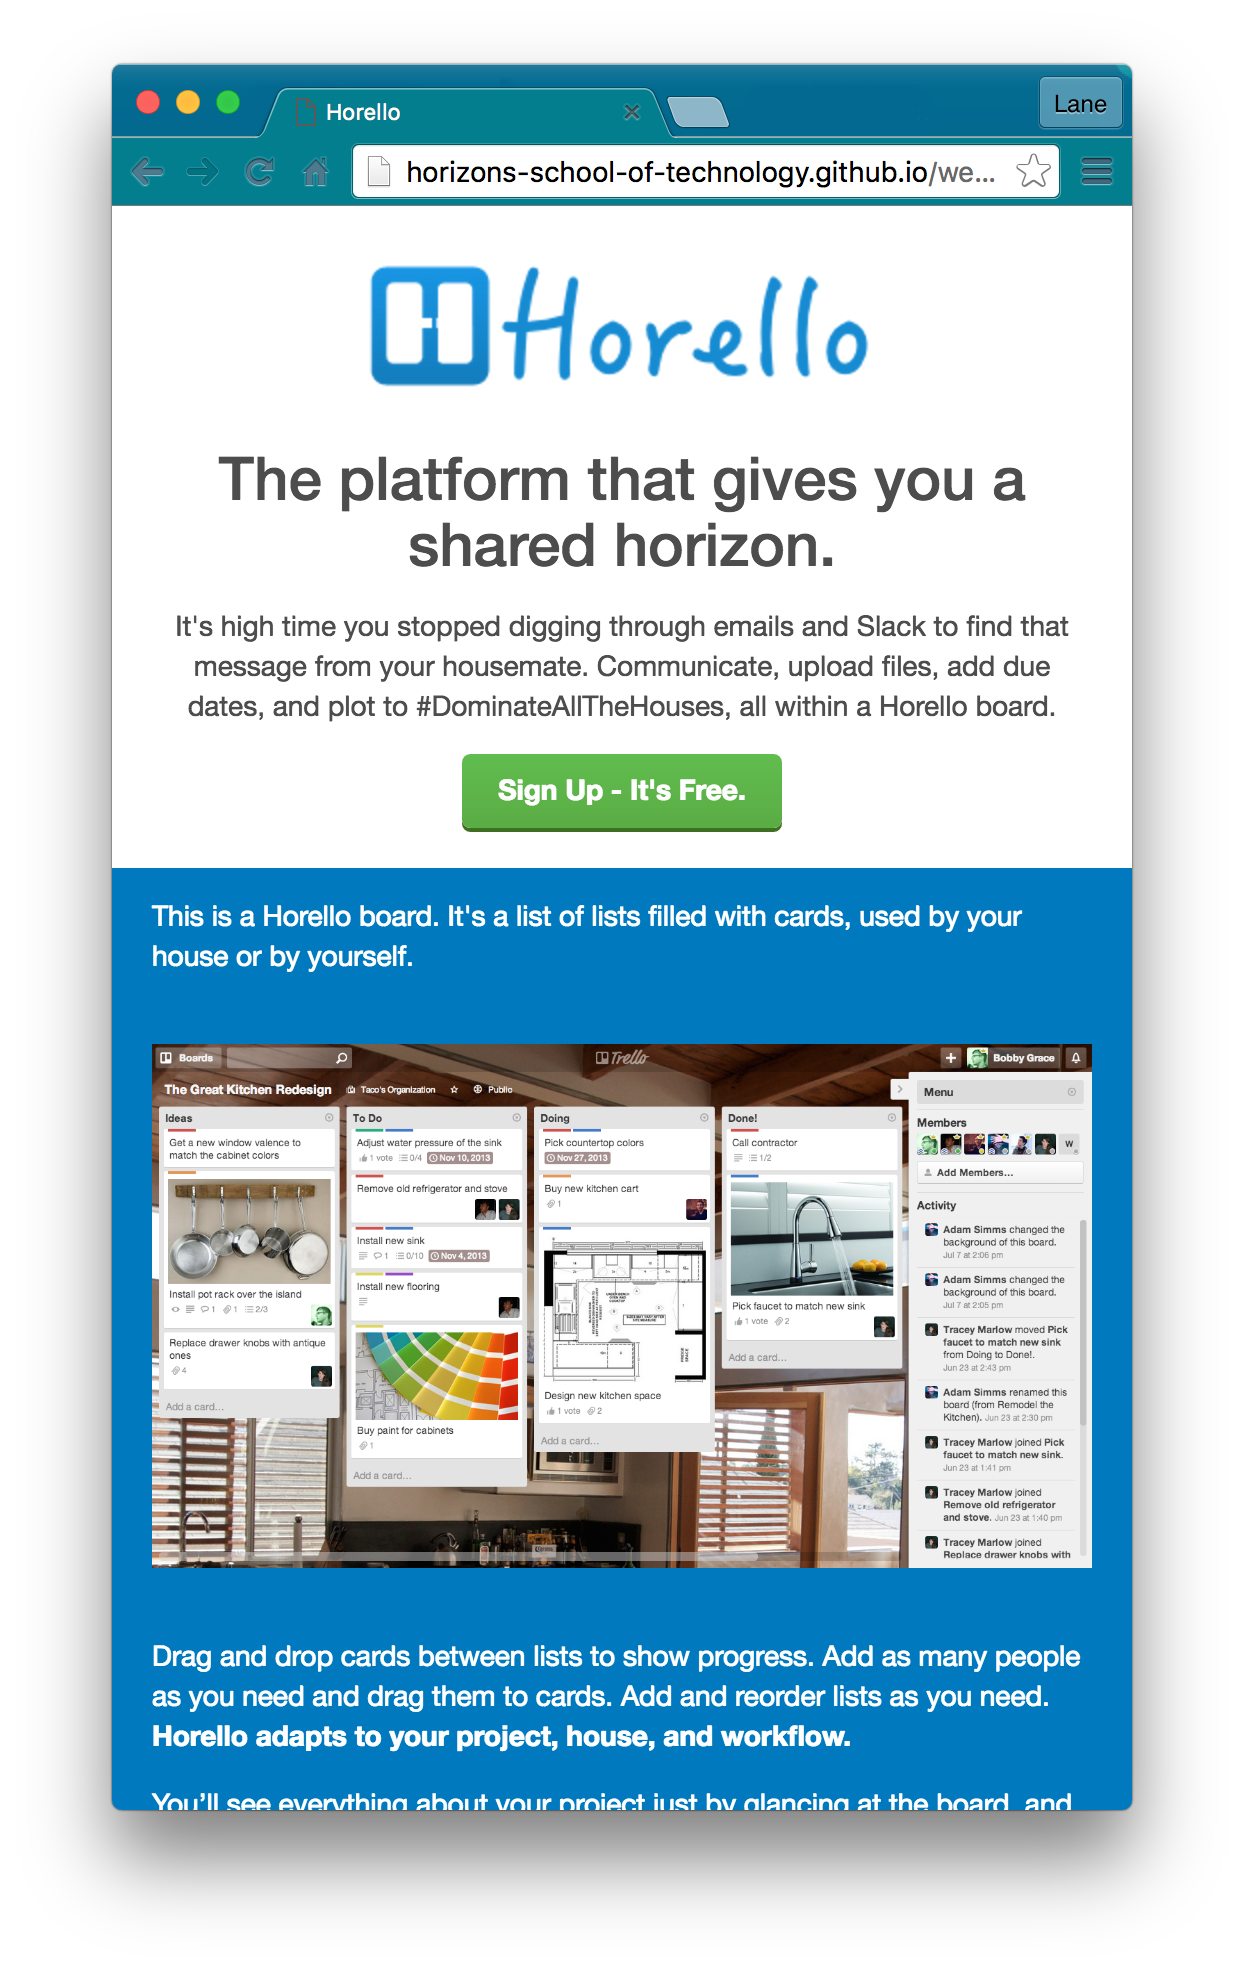 Horello
Lane
horizons-school-of-technology.github.io/we...
Horello
The platform that gives you a
shared horizon.
It's high time you stopped digging through emails and Slack to find that
message from your housemate. Communicate, upload files, add due
dates, and plot to #DominateAllTheHouses, all within a Horello board.
Sign Up - It's Free.
This is a Horello board. It's a list of lists filled with cards, used by your
house or by yourself.
Boards
Trello
Bobby Grace
The Great Kitchen Redesign
Taco's Organization
Public
Ideas
Get a new window valence to
match the cabinet colors
Install pot rack over the island
1
1
2/3
Replace drawer knobs with antique
ones
4
Add a card...
To Do
Adjust water pressure of the sink
1 vote
0/4
Nov 10, 2013
Remove old refrigerator and stove
Install new sink
1
0/10
Nov 4, 2013
Install new flooring
Buy paint for cabinets
1
Add a card...
Doing
Pick countertop colors
Nov 27, 2013
Buy new kitchen cart
1
Design new kitchen space
1 vote
2
Add a card...
Done!
Call contractor
1/2
Pick faucet to match new sink
1 vote
2
Add a card...
Menu
Members
W
Add Members...
Activity
Adam Simms changed the
background of this board.
Jul 7 at 2:06 pm
Adam Simms changed the
background of this board.
Jul 7 at 2:05 pm
Tracey Marlow moved Pick
faucet to match new sink
from Doing to Done!.
Jun 23 at 2:43 pm
Adam Simms renamed this
board (from Remodel the
Kitchen). Jun 23 at 2:30 pm
Tracey Marlow joined Pick
faucet to match new sink.
Jun 23 at 1:41 pm
Tracey Marlow joined
Remove old refrigerator
and stove. Jun 23 at 1:40 pm
Tracey Marlow joined
Replace drawer knobs with
Drag and drop cards between lists to show progress. Add as many people
as you need and drag them to cards. Add and reorder lists as you need.
Horello adapts to your project, house, and workflow.
You’ll see everything about your project just by glancing at the board, and